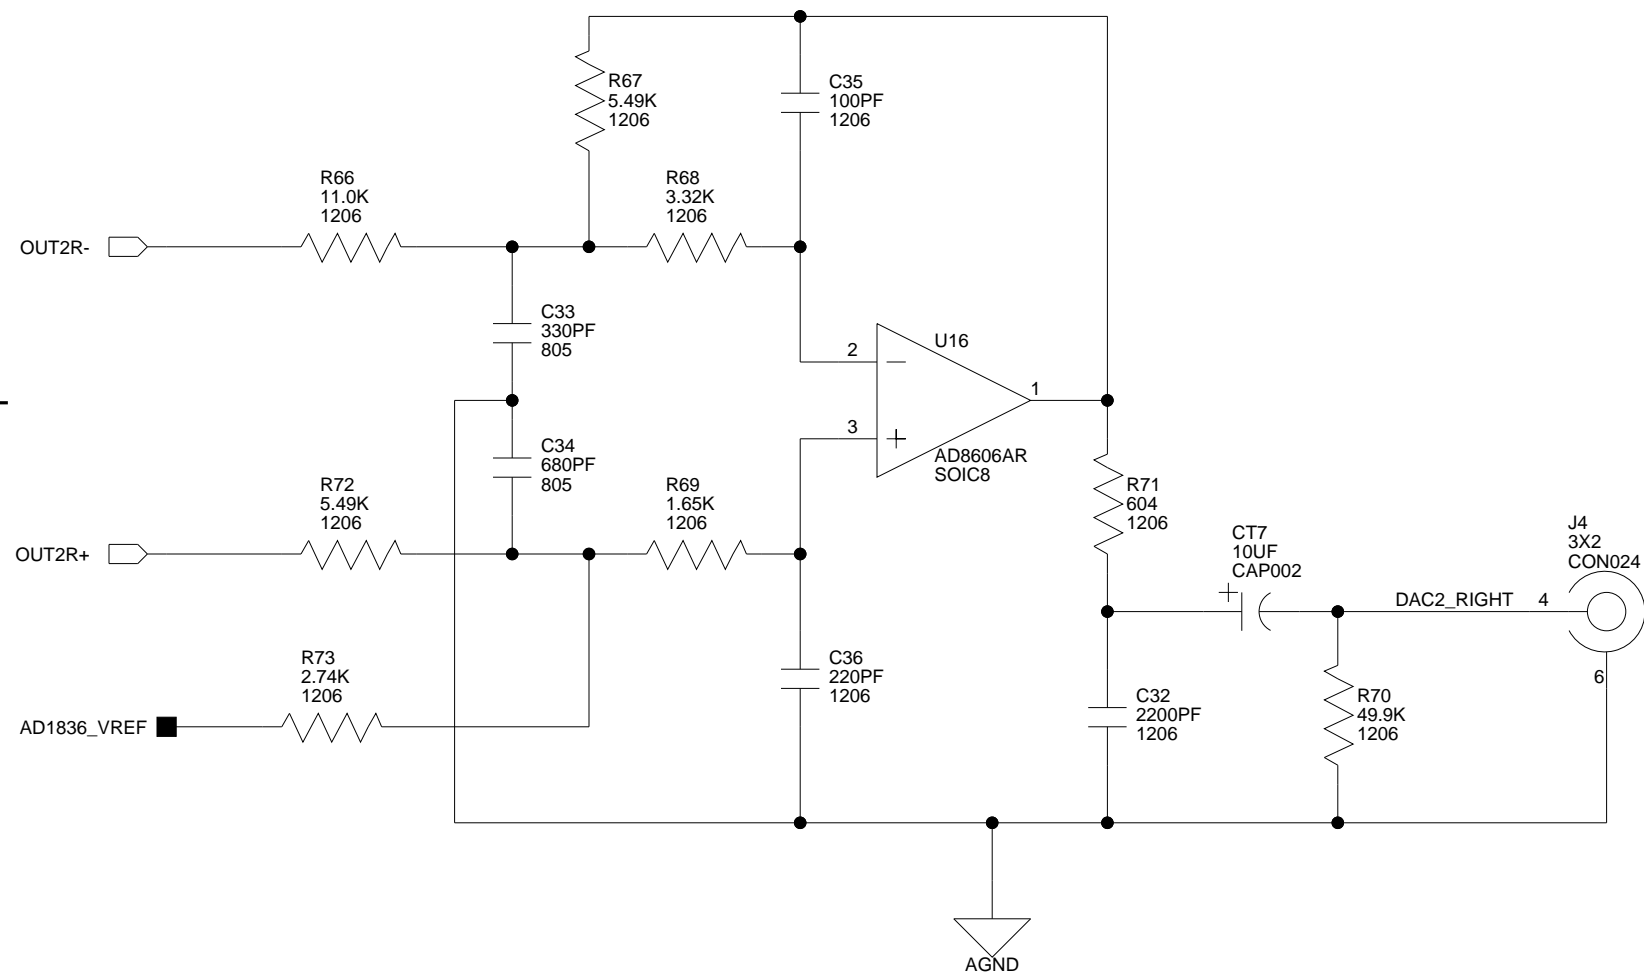 R67
5.49K
1206
C35
100PF
1206
R66
11.0K
1206
R68
3.32K
1206
OUT2R-
C33
330PF
805
2
U16
1
3
AD8606AR
SOIC8
C34
680PF
805
R72
5.49K
1206
R69
1.65K
1206
R71
604
1206
OUT2R+
CT7
10UF
CAP002
+
J4
3X2
CON024
DAC2_RIGHT
4
R73
2.74K
1206
C36
220PF
1206
6
AD1836_VREF
C32
2200PF
1206
R70
49.9K
1206
AGND